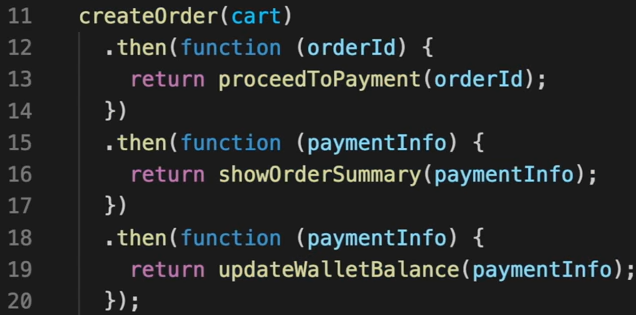 11 createOrder(cart)
12 .then(function (orderId) {
13 return proceedToPayment(orderId);
14 })
15 .then(function (paymentInfo) {
16 return showOrderSummary(paymentInfo);
17 })
18 .then(function (paymentInfo) {
19 return updateWalletBalance(paymentInfo);
20 });